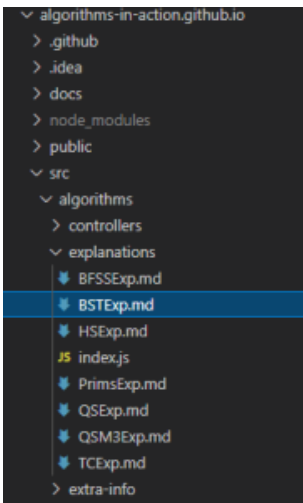 algorithms-in-action.github.io
.github
.idea
docs
node_modules
public
src
algorithms
controllers
explanations
BFSSExp.md
BSTExp.md
HSExp.md
JS index.js
PrimsExp.md
QSExp.md
QSM3Exp.md
TCExp.md
extra-info